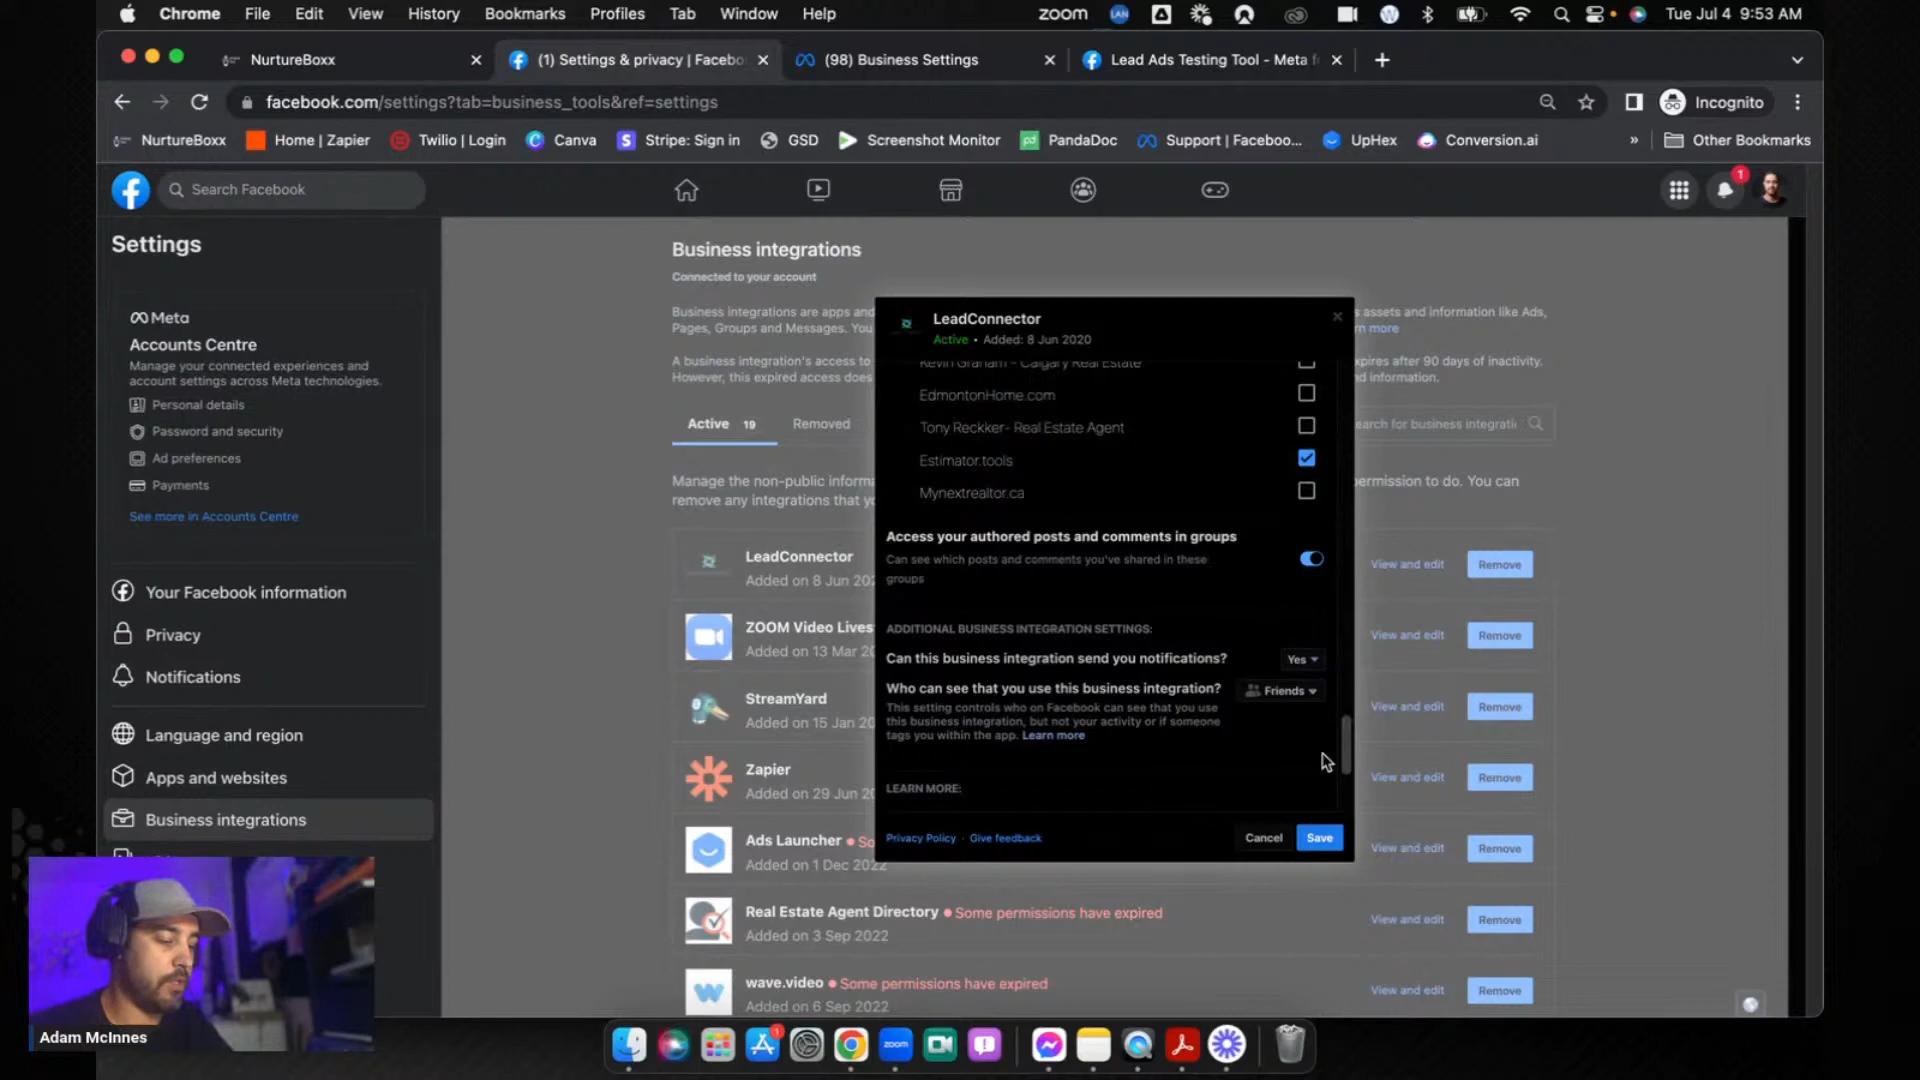 Chrome File Edit View History Bookmarks Profiles Tab Window Help zoom LAN Tue Jul 4 9:53 AM
NurtureBoxx (1) Settings & privacy | Facebo (98) Business Settings Lead Ads Testing Tool - Meta f
facebook.com/settings?tab=business_tools&ref=settings Incognito
NurtureBoxx Home | Zapier Twilio | Login Canva Stripe: Sign in GSD Screenshot Monitor PandaDoc Support | Faceboo... UpHex Conversion.ai » Other Bookmarks
Search Facebook 1
Settings
Meta
Accounts Centre
Manage your connected experiences and
account settings across Meta technologies.
Personal details
Password and security
Ad preferences
Payments
See more in Accounts Centre
Your Facebook information
Privacy
Notifications
Language and region
Apps and websites
Business integrations
Business integrations
Connected to your account
Business integrations are apps and
assets and information like Ads,
Pages, Groups and Messages. You
rn more
A business integration's access to
xpires after 90 days of inactivity.
However, this expired access does
nd information.
Active 19 Removed
earch for business integrati
Manage the non-public informa
permission to do. You can
remove any integrations that yo
LeadConnector
Added on 8 Jun 202
View and edit Remove
ZOOM Video Lives
Added on 13 Mar 20
View and edit Remove
StreamYard
Added on 15 Jan 20
View and edit Remove
Zapier
Added on 29 Jun 20
View and edit Remove
Ads Launcher So
Added on 1 Dec 2022
View and edit Remove
Real Estate Agent Directory Some permissions have expired
Added on 3 Sep 2022
View and edit Remove
wave.video Some permissions have expired
Added on 6 Sep 2022
View and edit Remove
LeadConnector
Active • Added: 8 Jun 2020
Kevin Graham - Calgary Real Estate
EdmontonHome.com
Tony Reckker- Real Estate Agent
Estimator.tools
Mynextrealtor.ca
Access your authored posts and comments in groups
Can see which posts and comments you've shared in these
groups
ADDITIONAL BUSINESS INTEGRATION SETTINGS:
Can this business integration send you notifications? Yes
Who can see that you use this business integration? Friends
This setting controls who on Facebook can see that you use
this business integration, but not your activity or if someone
tags you within the app. Learn more
LEARN MORE:
Privacy Policy · Give feedback Cancel Save
Adam McInnes
1
zoom